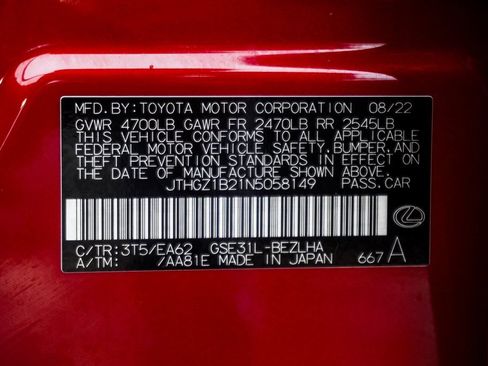 MFD.BY:TOYOTA MOTOR CORPORATION 08/22
GVWR 4700LB GAWR FR 2470LB RR 2545LB
THIS VEHICLE CONFORMS TO ALL APPLICABLE
FEDERAL MOTOR VEHICLE SAFETY,BUMPER,AND
THEFT PREVENTION STANDARDS IN EFFECT ON
THE DATE OF MANUFACTURE SHOWN ABOVE.
JTHGZ1B21N5058149 PASS.CAR
C/TR:3T5/EA62 GSE31L-BEZLHA
A/TM: /AA81E MADE IN JAPAN 667 A